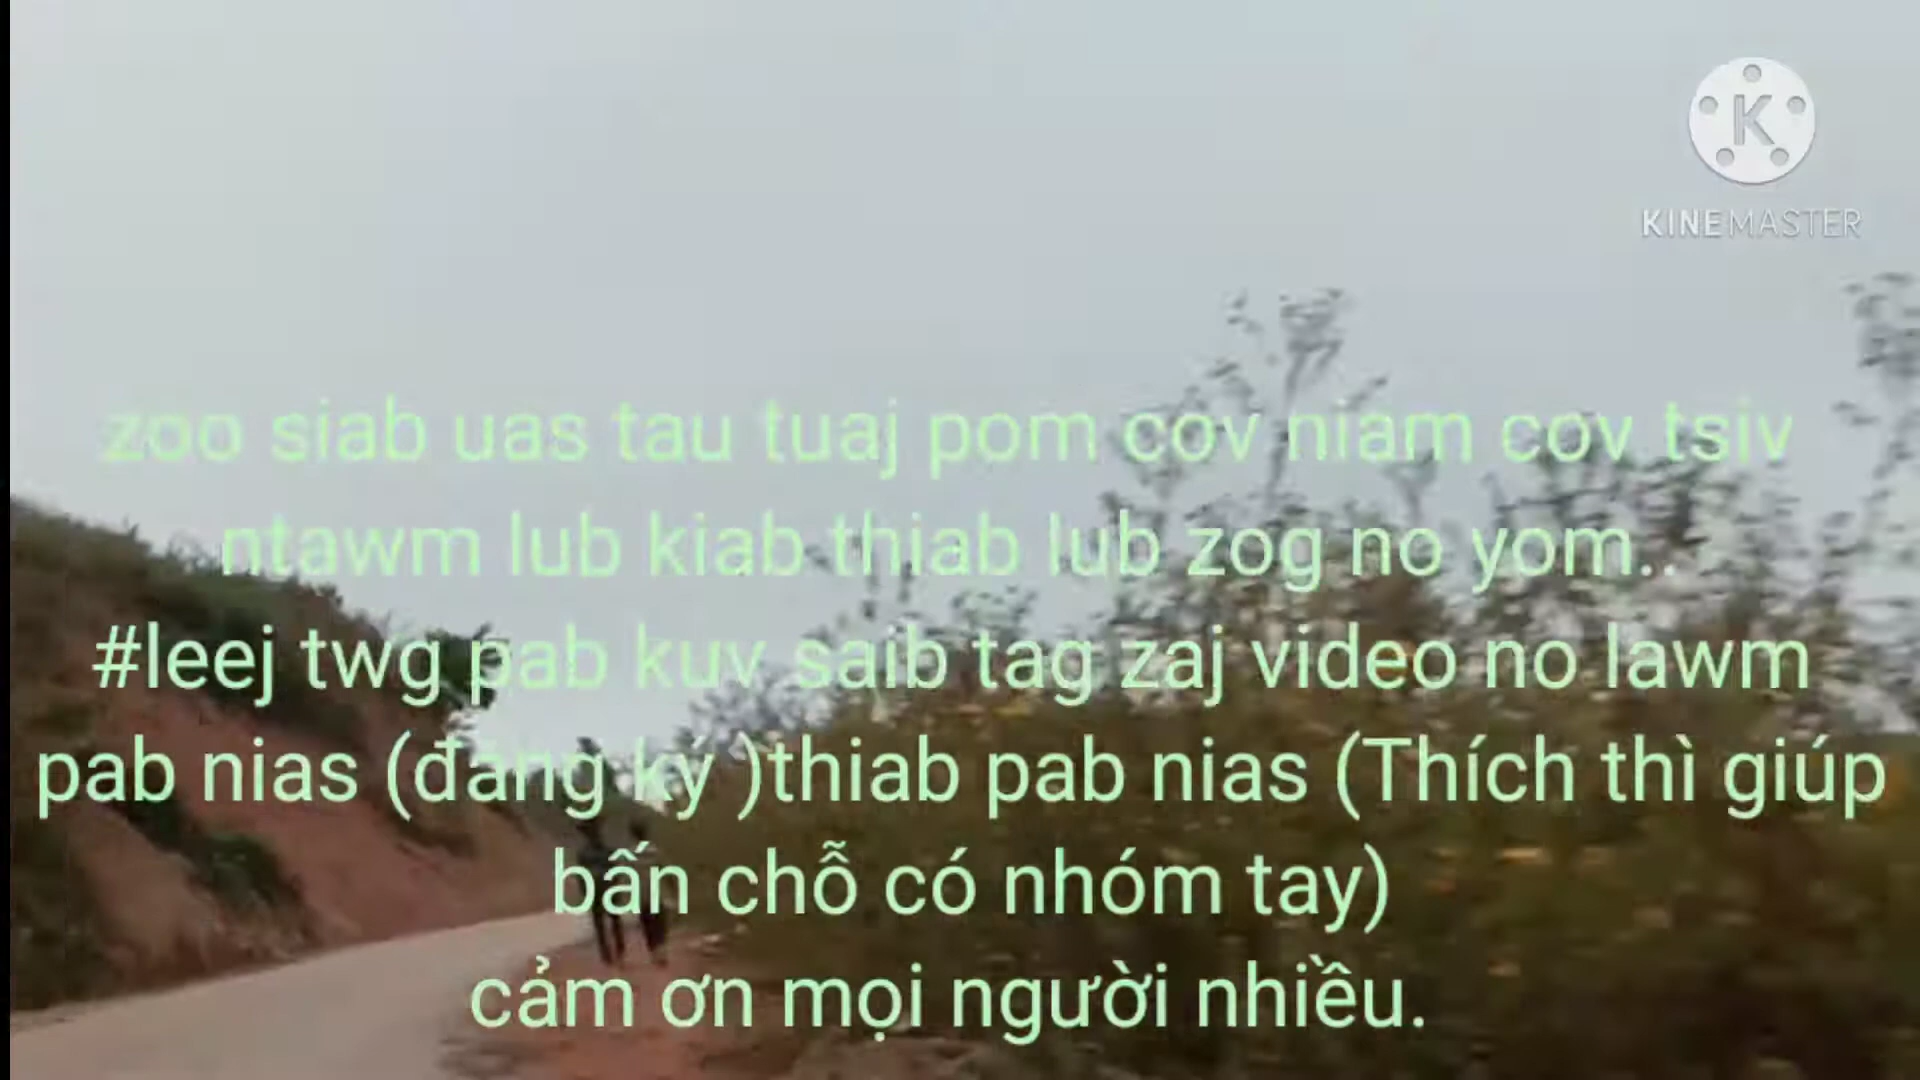 KINEMASTER
zoo siab uas tau tuaj pom cov niam cov tsiv
ntawm lub kiab thiab lub zog no yom..
#leej twg pab kuv saib tag zaj video no lawm
pab nias (đăng ký )thiab pab nias (Thích thì giúp
bấn chỗ có nhóm tay)
cảm ơn mọi người nhiều.